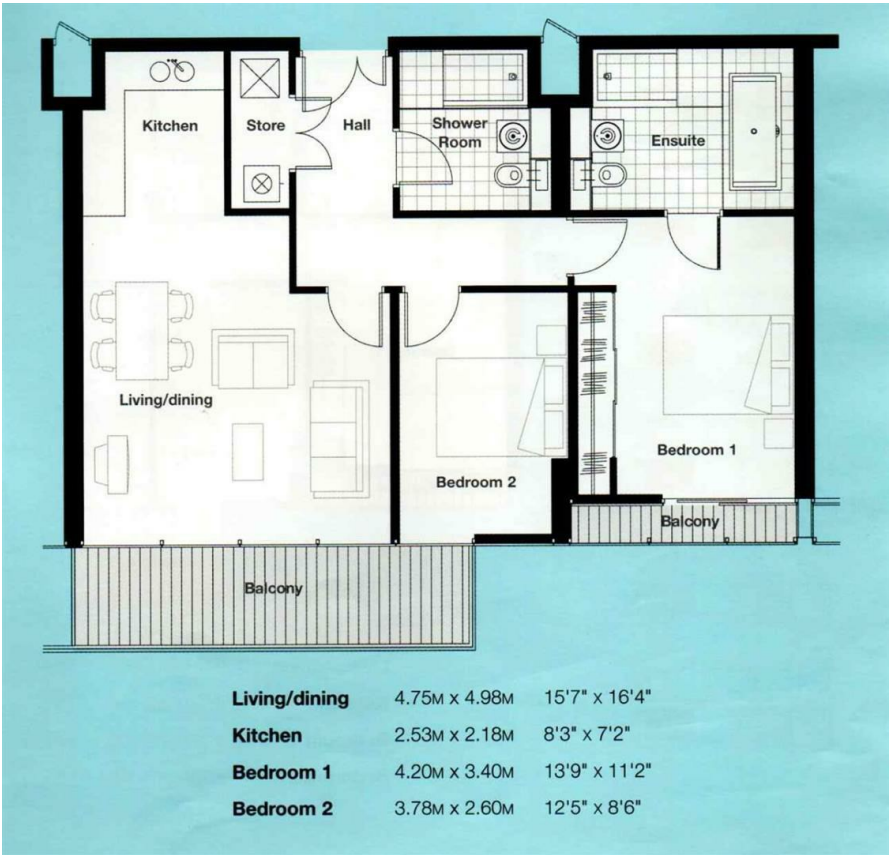 Kitchen
Store
Hall
Shower
Room
Ensuite
Living/dining
Bedroom 2
Bedroom 1
Balcony
Balcony
Living/dining 4.75M x 4.98M 15'7" x 16'4"
Kitchen 2.53M x 2.18M 8'3" x 7'2"
Bedroom 1 4.20M x 3.40M 13'9" x 11'2"
Bedroom 2 3.78M x 2.60M 12'5" x 8'6"